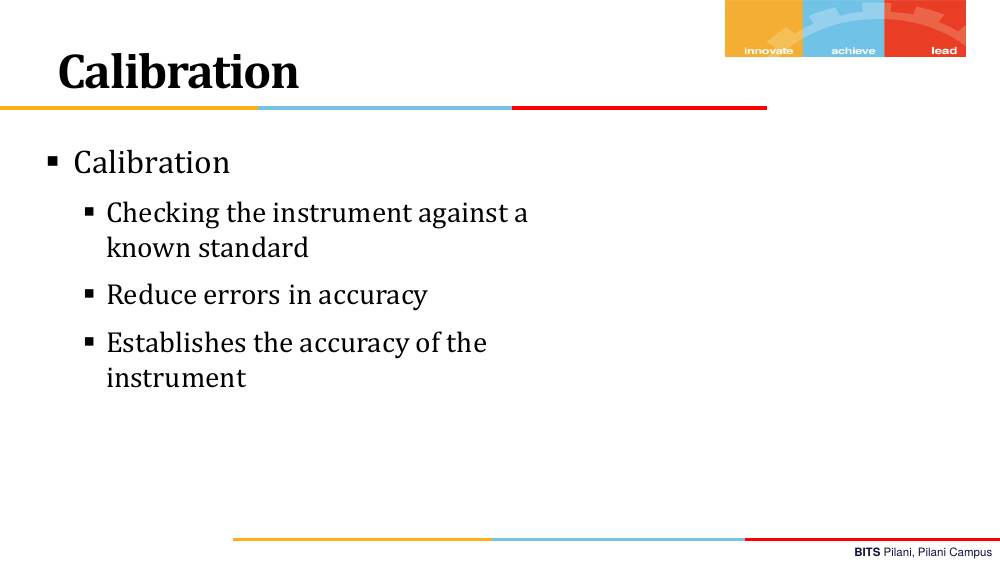 innovate achieve lead
Calibration
▪ Calibration
▪ Checking the instrument against a
known standard
▪ Reduce errors in accuracy
▪ Establishes the accuracy of the
instrument
BITS Pilani, Pilani Campus